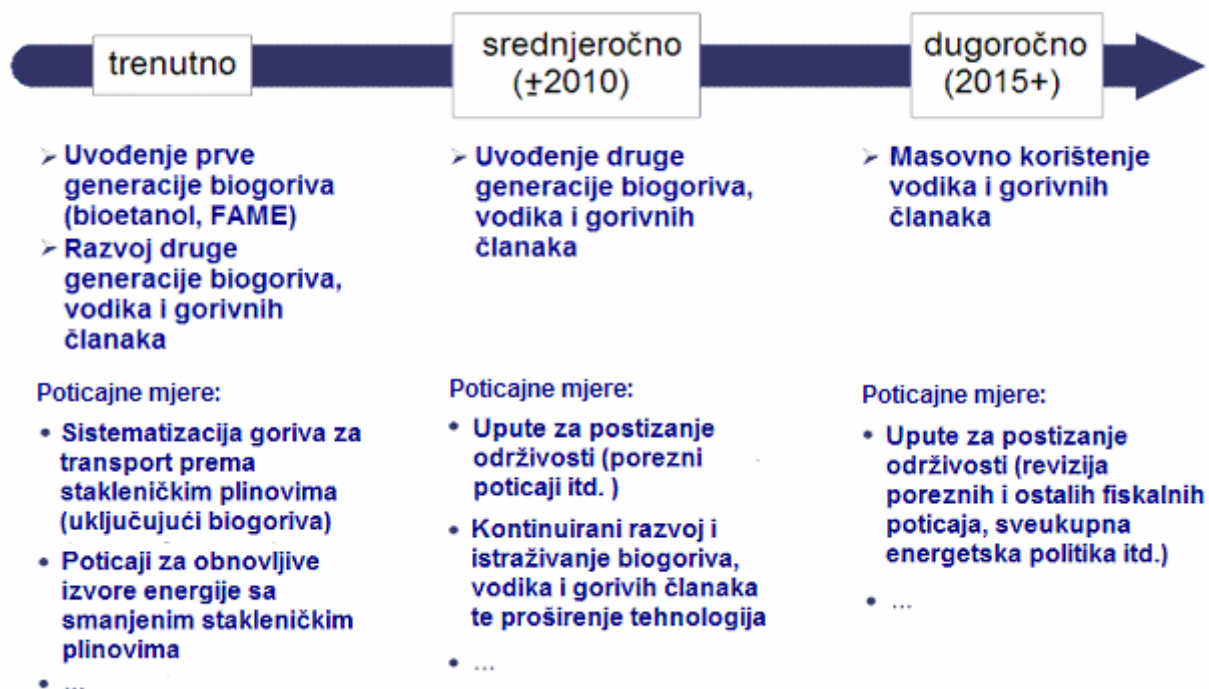 trenutno
srednjeročno
(±2010)
dugoročno
(2015+)
➢ Uvođenje prve
generacije biogoriva
(bioetanol, FAME)
➢ Razvoj druge
generacije biogoriva,
vodika i gorivnih
članaka
Poticajne mjere:
• Sistematizacija goriva za
transport prema
stakleničkim plinovima
(uključujući biogoriva)
• Poticaji za obnovljive
izvore energije sa
smanjenim stakleničkim
plinovima
• ...
➢ Uvođenje druge
generacije biogoriva,
vodika i gorivnih
članaka
Poticajne mjere:
• Upute za postizanje
održivosti (porezni
poticaji itd. )
• Kontinuirani razvoj i
istraživanje biogoriva,
vodika i gorivih članaka
te proširenje tehnologija
• ...
➢ Masovno korištenje
vodika i gorivnih
članaka
Poticajne mjere:
• Upute za postizanje
održivosti (revizija
poreznih i ostalih fiskalnih
poticaja, sveukupna
energetska politika itd.)
• ...